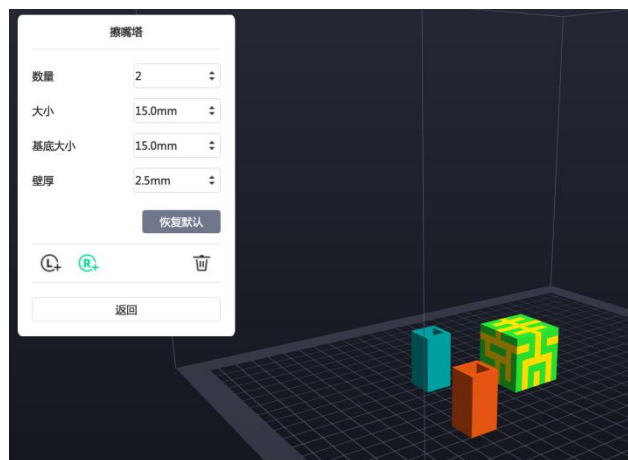 擦嘴塔
数量 2
大小 15.0mm
基底大小 15.0mm
壁厚 2.5mm
恢复默认
L+ R+
返回